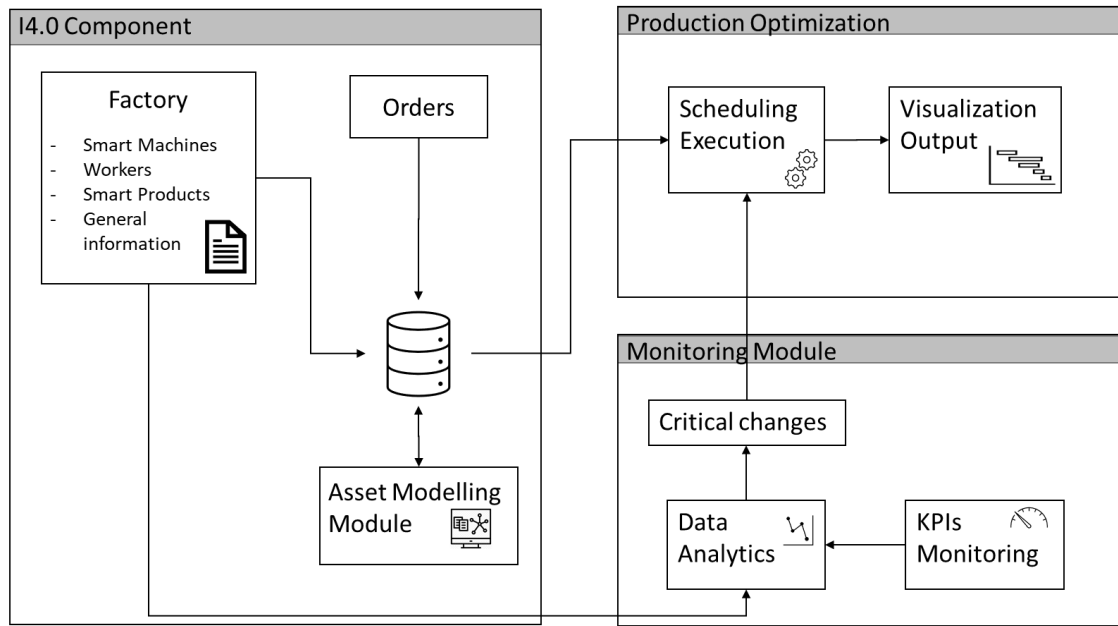 I4.0 Component
Factory
- Smart Machines
- Workers
- Smart Products
- General
information
Orders
Asset Modelling
Module
Production Optimization
Scheduling
Execution
Visualization
Output
Monitoring Module
Critical changes
Data
Analytics
KPIs
Monitoring